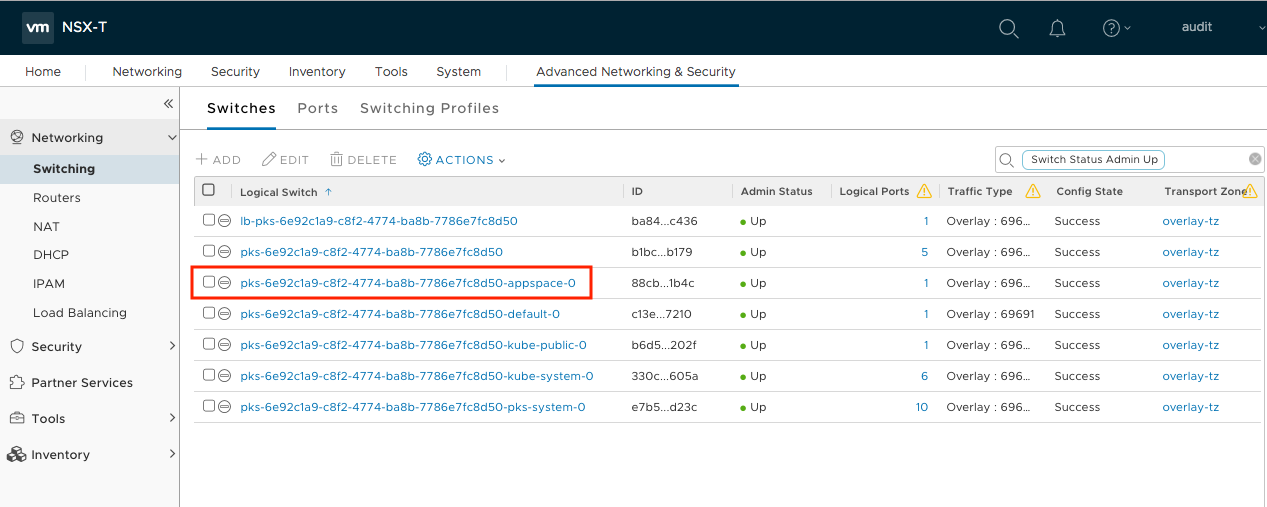 vm NSX-T audit
Home Networking Security Inventory Tools System Advanced Networking & Security
Switches Ports Switching Profiles
Networking
Switching
Routers
NAT
DHCP
IPAM
Load Balancing
Security
Partner Services
Tools
Inventory
ADD EDIT DELETE ACTIONS Switch Status Admin Up
Logical Switch ID Admin Status Logical Ports Traffic Type Config State Transport Zone
lb-pks-6e92c1a9-c8f2-4774-ba8b-7786e7fc8d50 ba84...c436 Up 1 Overlay : 696... Success overlay-tz
pks-6e92c1a9-c8f2-4774-ba8b-7786e7fc8d50 b1bc...b179 Up 5 Overlay : 696... Success overlay-tz
pks-6e92c1a9-c8f2-4774-ba8b-7786e7fc8d50-appspace-0 88cb...1b4c Up 1 Overlay : 696... Success overlay-tz
pks-6e92c1a9-c8f2-4774-ba8b-7786e7fc8d50-default-0 c13e...7210 Up 1 Overlay : 69691 Success overlay-tz
pks-6e92c1a9-c8f2-4774-ba8b-7786e7fc8d50-kube-public-0 b6d5...202f Up 1 Overlay : 696... Success overlay-tz
pks-6e92c1a9-c8f2-4774-ba8b-7786e7fc8d50-kube-system-0 330c...605a Up 6 Overlay : 696... Success overlay-tz
pks-6e92c1a9-c8f2-4774-ba8b-7786e7fc8d50-pks-system-0 e7b5...d23c Up 10 Overlay : 696... Success overlay-tz